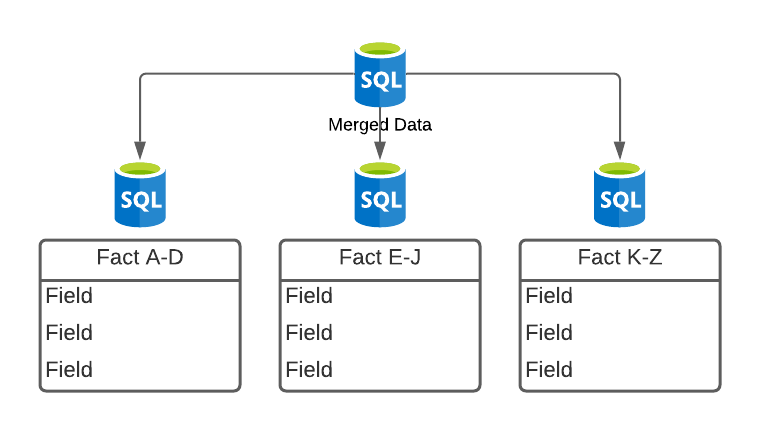 SQL
Merged Data
SQL
SQL
SQL
Fact A-D
Field
Field
Field
Fact E-J
Field
Field
Field
Fact K-Z
Field
Field
Field